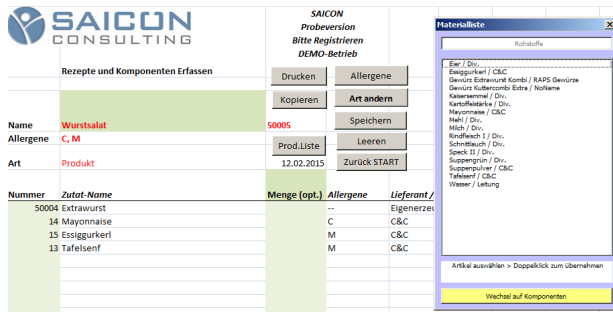 SAICON
CONSULTING
SAICON
Probeversion
Bitte Registrieren
DEMO-Betrieb
Rezepte und Komponenten Erfassen
Drucken
Allergene
Kopieren
Art andern
Name
Wurstsalat
50005
Speichern
Allergene
C, M
Prod.Liste
Leeren
Art
Produkt
12.02.2015
Zurück START
Nummer Zutat-Name Menge (opt.) Allergene Lieferant /
50004 Extrawurst -- Eigenerzeu
14 Mayonnaise C C&C
15 Essiggurkerl M C&C
13 Tafelsenf M C&C
Materialliste
Rohstoffe
Eier / Div.
Essiggurkerl / C&C
Gewürz Extrawurst Kombi / RAPS Gewürze
Gewürz Kuttercombi Extra / NoName
Kaisersemmel / Div.
Kartoffelstärke / Div.
Mayonnaise / C&C
Mehl / Div.
Milch / Div.
Rindfleisch I / Div.
Schnittlauch / Div.
Speck II / Div.
Suppengrün / Div.
Suppenpulver / C&C
Tafelsenf / C&C
Wasser / Leitung
Artikel auswählen > Doppelklick zum übernehmen
Wechsel auf Komponenten